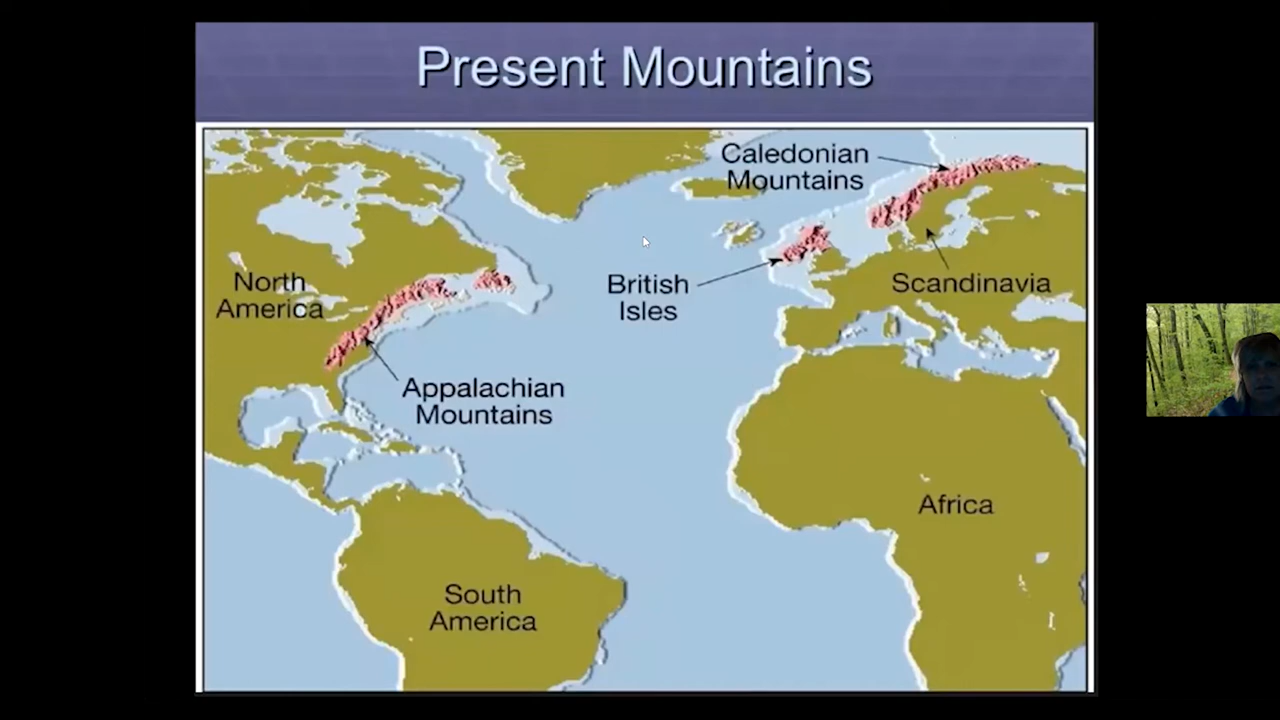 Present Mountains
Caledonian
Mountains
North
America
British
Isles
Scandinavia
Appalachian
Mountains
Africa
South
America